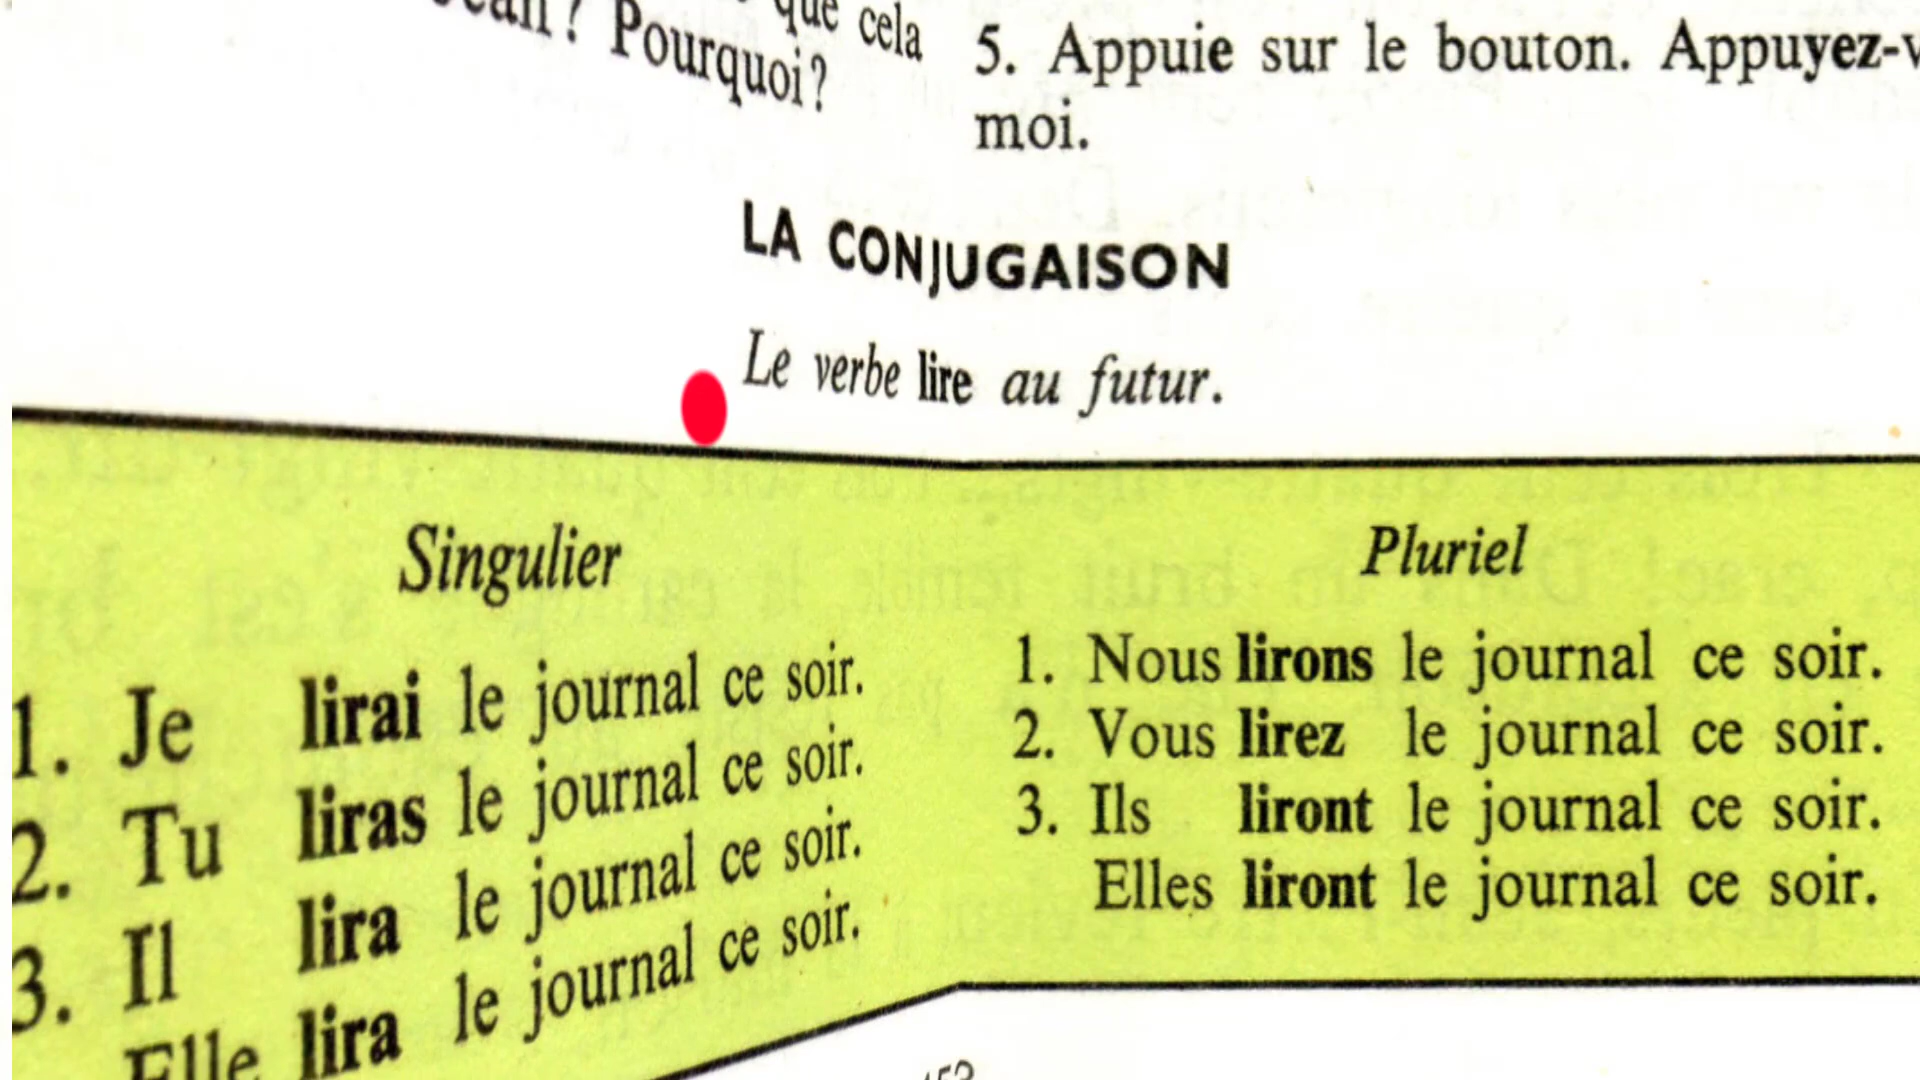 que cela
? Pourquoi?
5. Appuie sur le bouton. Appuyez-
moi.
LA CONJUGAISON
Le verbe lire au futur.
Singulier
1. Je lirai le journal ce soir.
2. Tu liras le journal ce soir.
3. Il lira le journal ce soir.
Elle lira le journal ce soir.
Pluriel
1. Nous lirons le journal ce soir.
2. Vous lirez le journal ce soir.
3. Ils liront le journal ce soir.
Elles liront le journal ce soir.